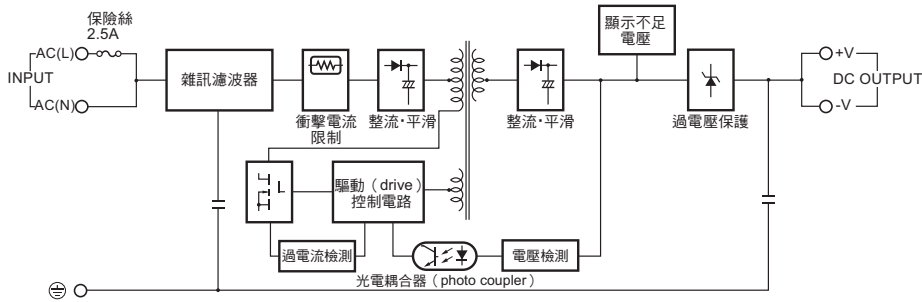 保險絲
2.5A
AC(L)
INPUT
AC(N)
雜訊濾波器
衝擊電流
限制
整流･平滑
整流･平滑
顯示不足
電壓
過電壓保護
+V
DC OUTPUT
-V
驅動（drive）
控制電路
過電流檢測
光電耦合器（photo coupler）
電壓檢測